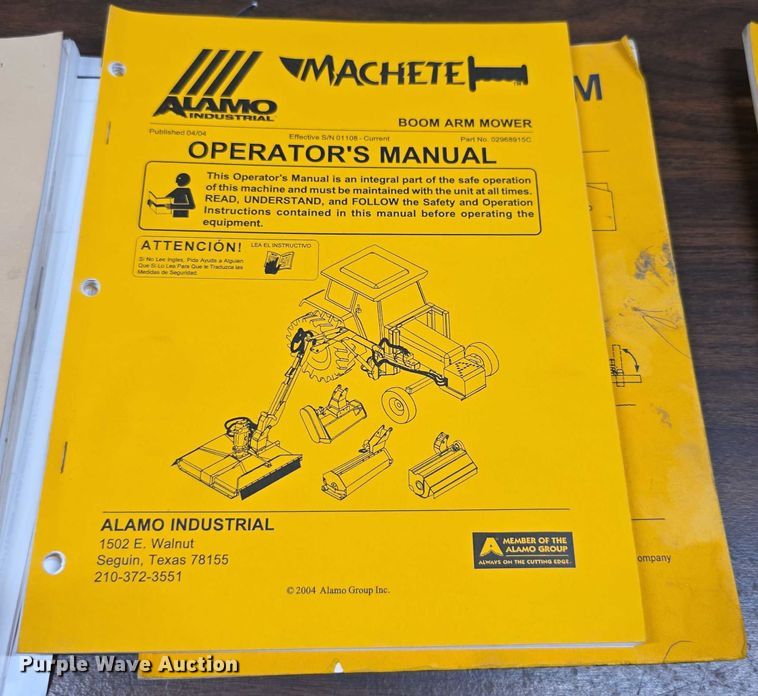 MACHETE
TM
ALAMO
INDUSTRIAL
BOOM ARM MOWER
Published 04/04
Effective S/N 01108 - Current
Part No. 02968915C
OPERATOR'S MANUAL
This Operator's Manual is an integral part of the safe operation
of this machine and must be maintained with the unit at all times.
READ, UNDERSTAND, and FOLLOW the Safety and Operation
Instructions contained in this manual before operating the
equipment.
ATTENCIÓN!
LEA EL INSTRUCTIVO
Si No Lee Ingles, Pida Ayuda a Alguien
Que Si Lo Lea Para Que le Traduzca las
Medidas de Seguridad.
ALAMO INDUSTRIAL
1502 E. Walnut
Seguin, Texas 78155
210-372-3551
A
MEMBER OF THE
ALAMO GROUP
ALWAYS ON THE CUTTING EDGE
© 2004 Alamo Group Inc.
M
ompany
Purple Wave Auction